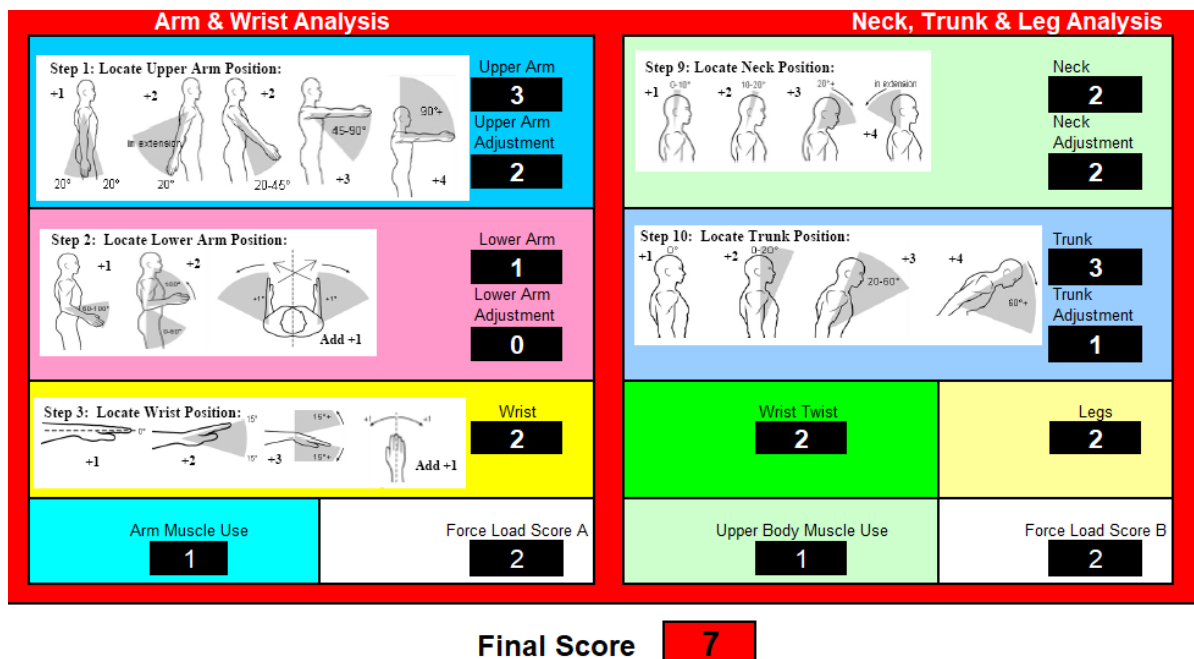 Arm & Wrist Analysis
Step 1: Locate Upper Arm Position:
+1
+2
+2
in extension
45-90°
90°+
20°
20°
20°
20-45°
+3
+4
Upper Arm
3
Upper Arm
Adjustment
2
Step 2: Locate Lower Arm Position:
+1
+2
100°
60-100°
0-60°
+1°
+1°
Add +1
Lower Arm
1
Lower Arm
Adjustment
0
Step 3: Locate Wrist Position:
0°
15°
15°
15°+
15°+
+1
+1
+1
+2
+3
Add +1
Wrist
2
Arm Muscle Use
1
Force Load Score A
2
Neck, Trunk & Leg Analysis
Step 9: Locate Neck Position:
+1
0-10°
+2
10-20°
+3
20°+
in extension
+4
Neck
2
Neck
Adjustment
2
Step 10: Locate Trunk Position:
+1
0°
+2
0-20°
20-60°
+3
+4
60°+
Trunk
3
Trunk
Adjustment
1
Wrist Twist
2
Legs
2
Upper Body Muscle Use
1
Force Load Score B
2
Final Score 7